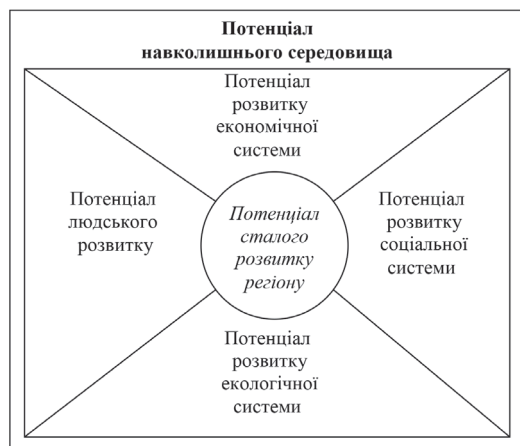 Потенціал
навколишнього середовища
Потенціал
розвитку
економічної
системи
Потенціал
людського
розвитку
Потенціал
сталого
розвитку
регіону
Потенціал
розвитку
соціальної
системи
Потенціал
розвитку
екологічної
системи